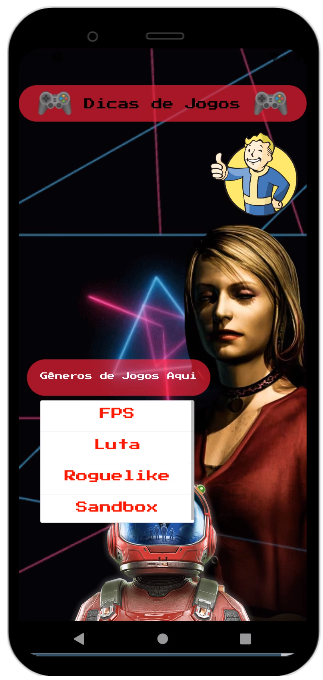 Dicas de Jogos
Gêneros de Jogos Aqui
FPS
Luta
Roguelike
Sandbox